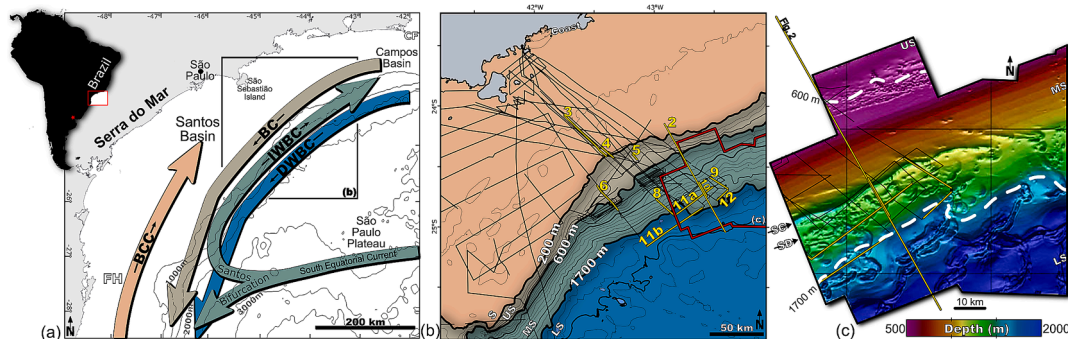 Brazil
-46°W
-45°W
-44°W
-43°W
-42°W
CF
Campos
Basin
São
Paulo
São
Sebastião
Island
Serra do Mar
Santos
Basin
←BC→
←IWBC→
←DWBC→
←BCC→
(b)
São
Paulo
Plateau
-26°S
-27°S
-28°S
FH
1000m
2000m
3000m
Santos
Bifurcation
South Equatorial Current
200 km
N
(a)
42°W
43°W
Coast
24°S
25°S
3
4
5
2
6
8
9
10
11a
12
11b
(c)
200 m
600 m
1700 m
S
US
MS
LS
50 km
N
(b)
Fig.2
US
600 m
N
MS
SC
SD
LS
1700 m
10 km
500
Depth (m)
2000
(c)